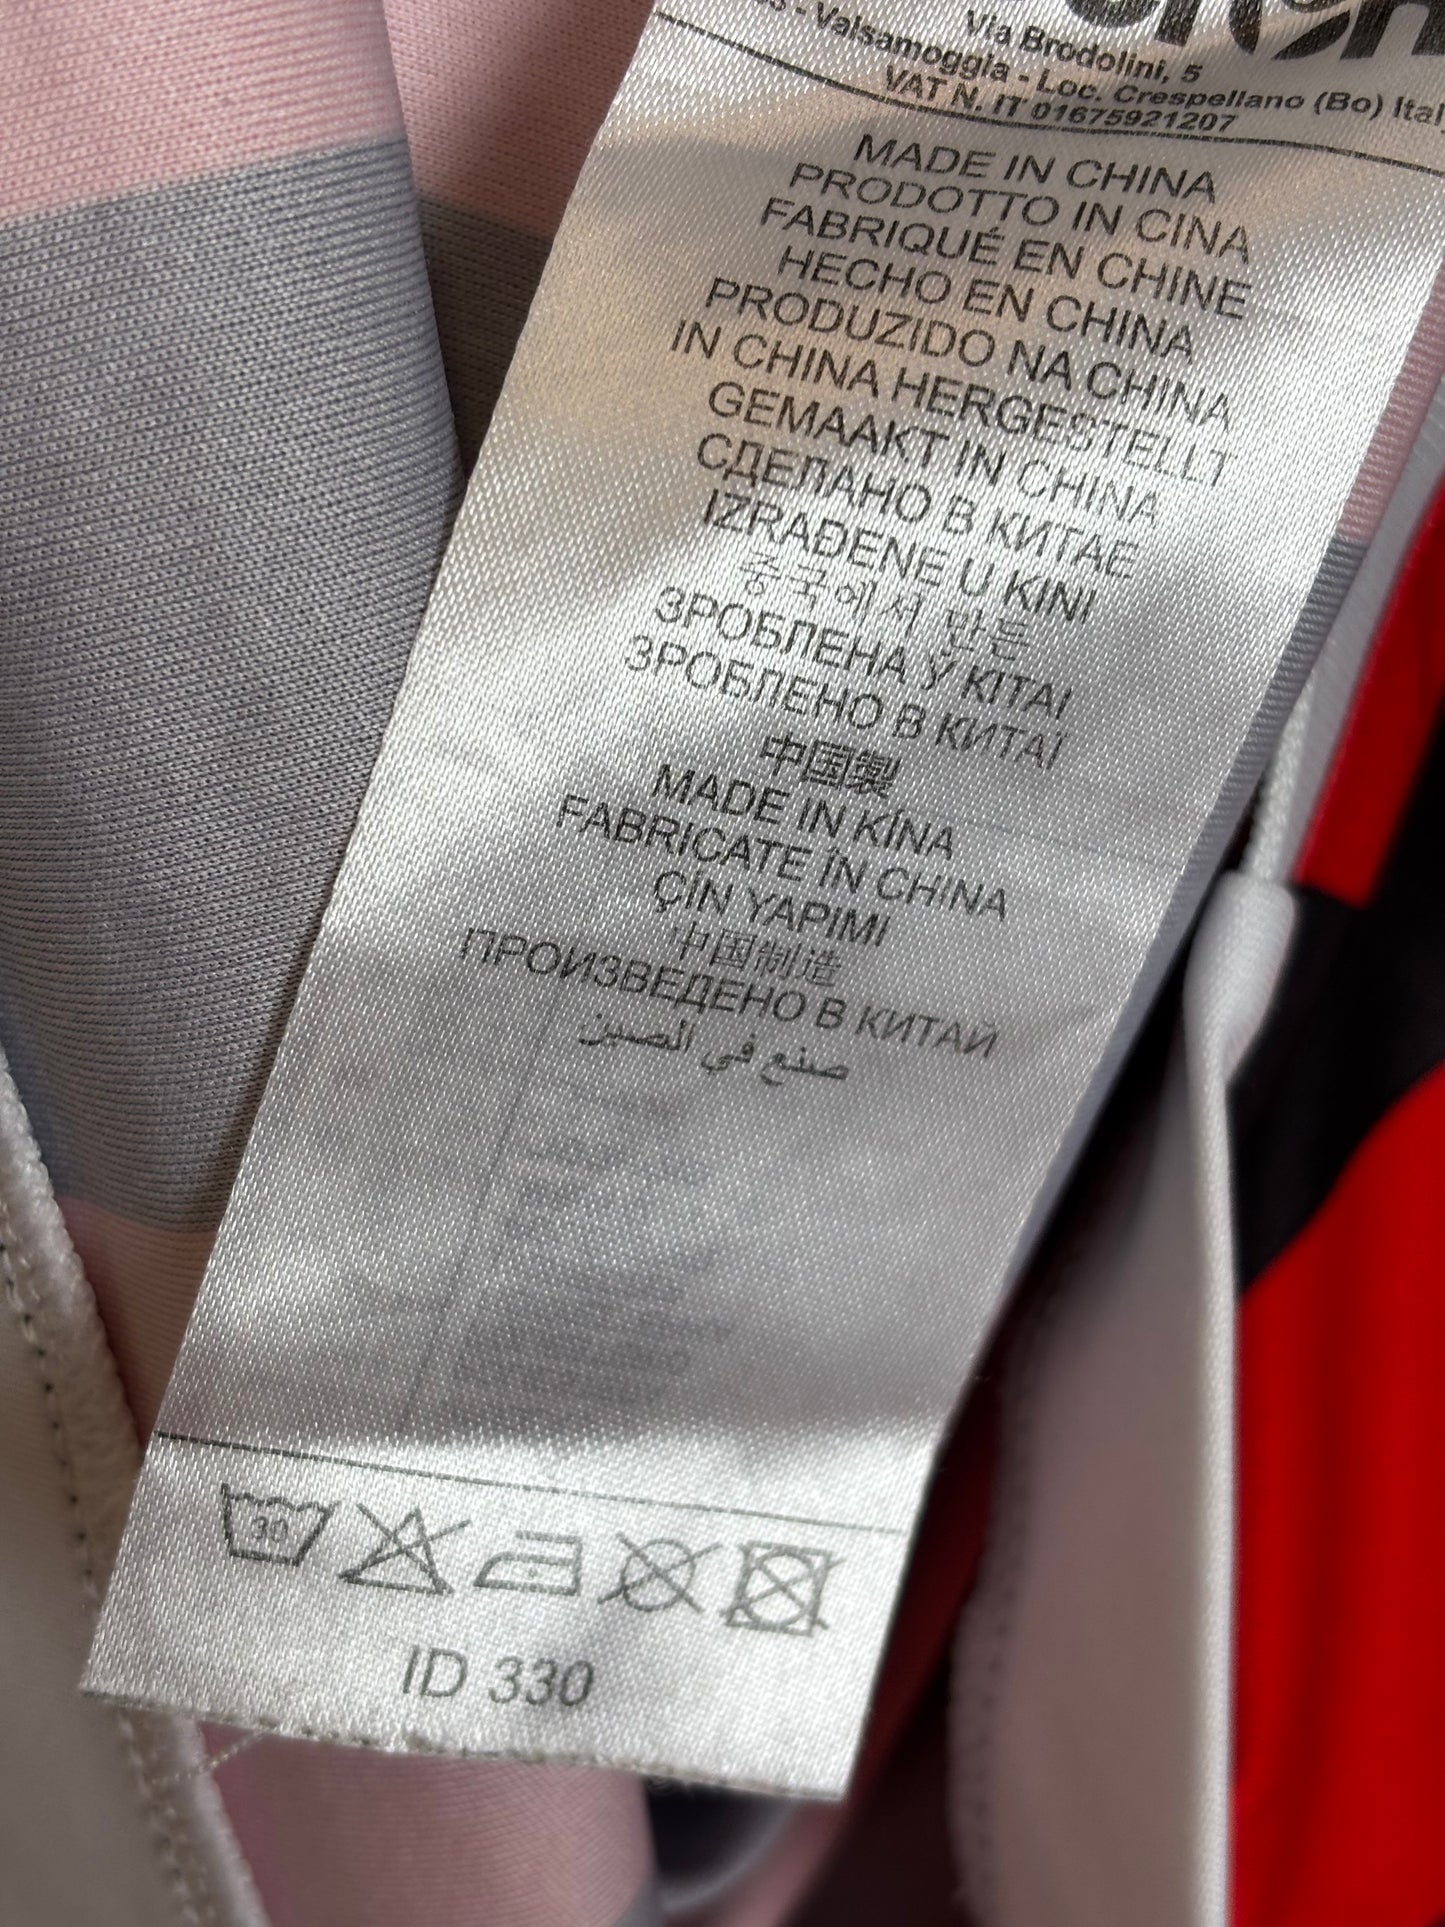 Via Brodolini, 5
- Valsamoggia - Loc. Crespellano (Bo) Ital
VAT N. IT 01675921207
MADE IN CHINA
PRODOTTO IN CINA
FABRIQUÉ EN CHINE
HECHO EN CHINA
PRODUZIDO NA CHINA
IN CHINA HERGESTELLT
GEMAAKT IN CHINA
СДЕЛАНО В КИТАЕ
IZRAĐENE U KINI
중국에서 만든
ЗРОБЛЕНА Ў KITAI
ЗРОБЛЕНО В КИТАЇ
中国製
MADE IN KÍNA
FABRICATE ÎN CHINA
ÇİN YAPIMI
中国制造
ПРОИЗВЕДЕНО В КИТАЙ
صنع في الصين
30
ID 330